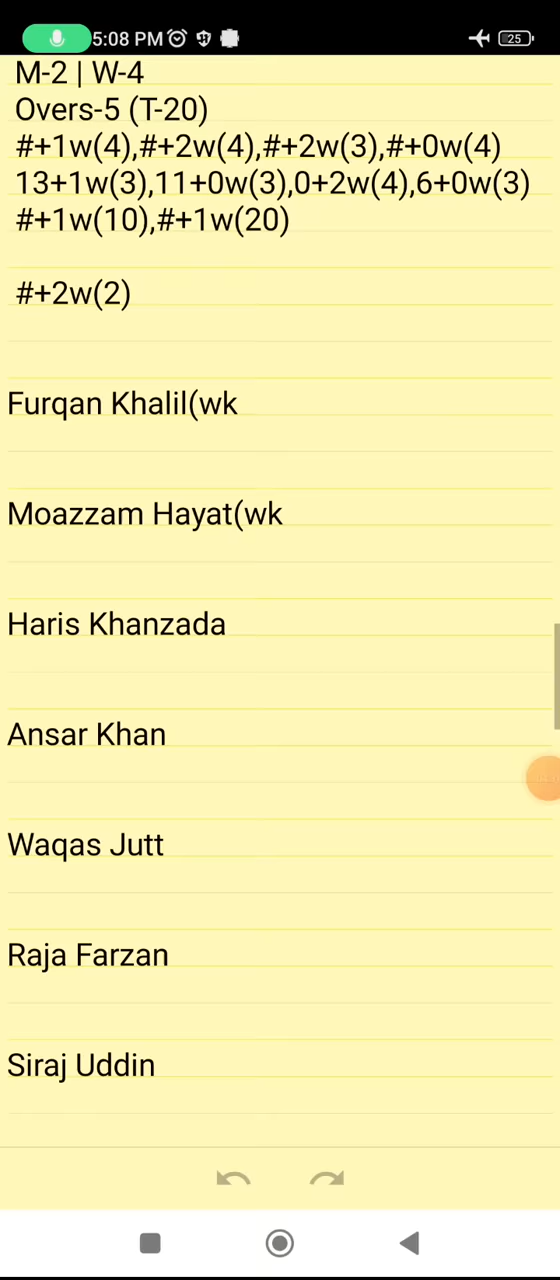 5:08 PM
25
M-2 | W-4
Overs-5 (T-20)
#+1w(4),#+2w(4),#+2w(3),#+0w(4)
13+1w(3),11+0w(3),0+2w(4),6+0w(3)
#+1w(10),#+1w(20)
#+2w(2)
Furqan Khalil(wk
Moazzam Hayat(wk
Haris Khanzada
Ansar Khan
Waqas Jutt
Raja Farzan
Siraj Uddin